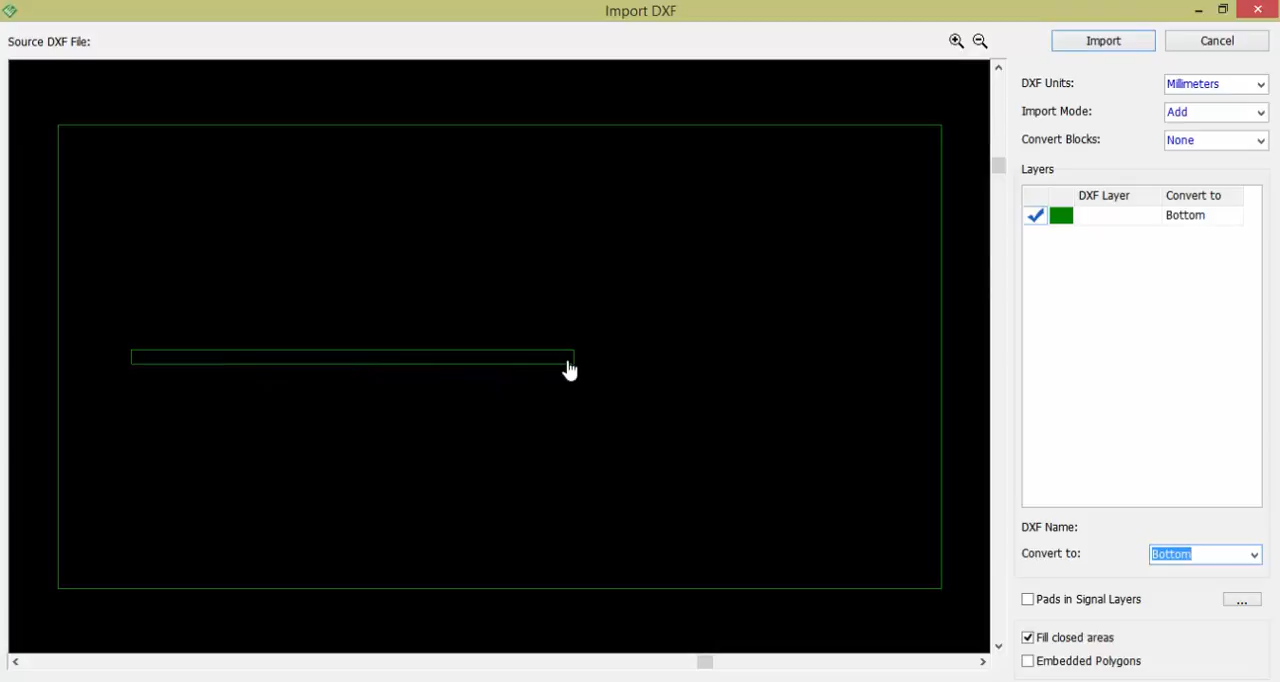 Import DXF
Source DXF File:
Import
Cancel
DXF Units:
Millimeters
Import Mode:
Add
Convert Blocks:
None
Layers
DXF Layer
Convert to
Bottom
DXF Name:
Convert to:
Bottom
Pads in Signal Layers
...
Fill closed areas
Embedded Polygons